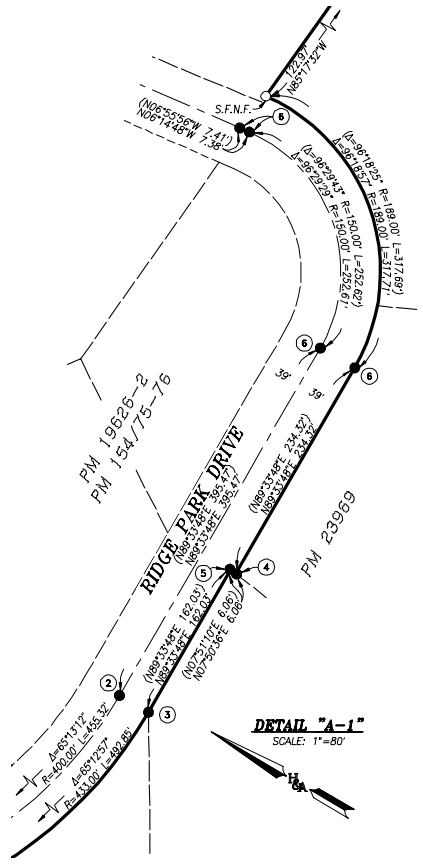 122.97'
N85°17'32"W
S.F.N.F.
6
(N06°55'56"W 7.41')
N06°14'48"W 7.38'
(Δ=96°18'25" R=189.00' L=317.69')
Δ=96°18'57" R=189.00' L=317.71'
(Δ=96°29'43" R=150.00' L=252.62')
Δ=96°29'29" R=150.00' L=252.61'
6
6
39'
39'
PM 19626-2
PM 154/75-76
RIDGE PARK DRIVE
(N89°33'48"E 395.47')
N89°33'48"E 395.47'
(N89°33'48"E 234.32')
N89°33'48"E 234.32'
PM 23969
5
4
(N89°33'48"E 162.03')
N89°33'48"E 162.03'
(N07°51'10"E 6.06')
N07°50'36"E 6.06'
2
3
Δ=65°13'12"
R=400.00' L=455.32'
Δ=65°12'57"
R=433.00' L=492.85'
DETAIL "A-1"
SCALE: 1"=80'
H&A